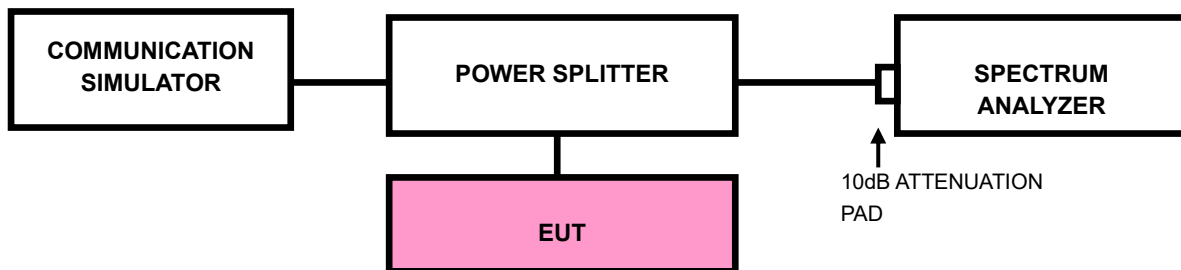 COMMUNICATION
SIMULATOR
POWER SPLITTER
SPECTRUM
ANALYZER
10dB ATTENUATION
PAD
EUT